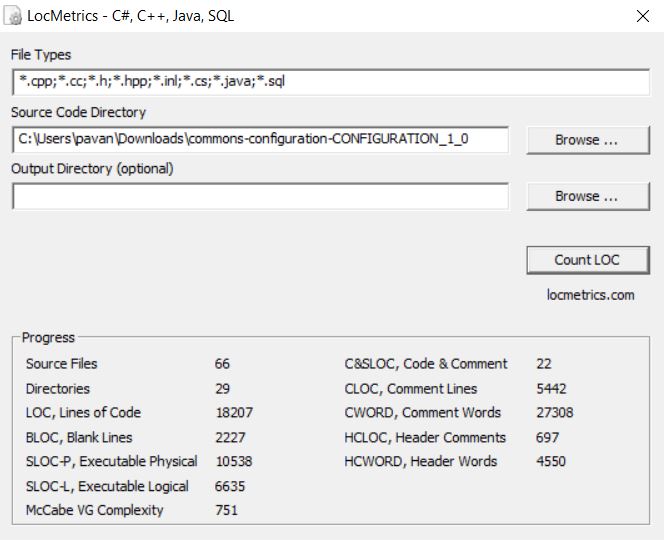 LocMetrics - C#, C++, Java, SQL
File Types
*.cpp;*.cc;*.h;*.hpp;*.inl;*.cs;*.java;*.sql
Source Code Directory
C:\Users\pavan\Downloads\commons-configuration-CONFIGURATION_1_0
Browse ...
Output Directory (optional)
Browse ...
Count LOC
locmetrics.com
Progress
Source Files 66 C&SLOC, Code & Comment 22
Directories 29 CLOC, Comment Lines 5442
LOC, Lines of Code 18207 CWORD, Comment Words 27308
BLOC, Blank Lines 2227 HCLOC, Header Comments 697
SLOC-P, Executable Physical 10538 HCWORD, Header Words 4550
SLOC-L, Executable Logical 6635
McCabe VG Complexity 751